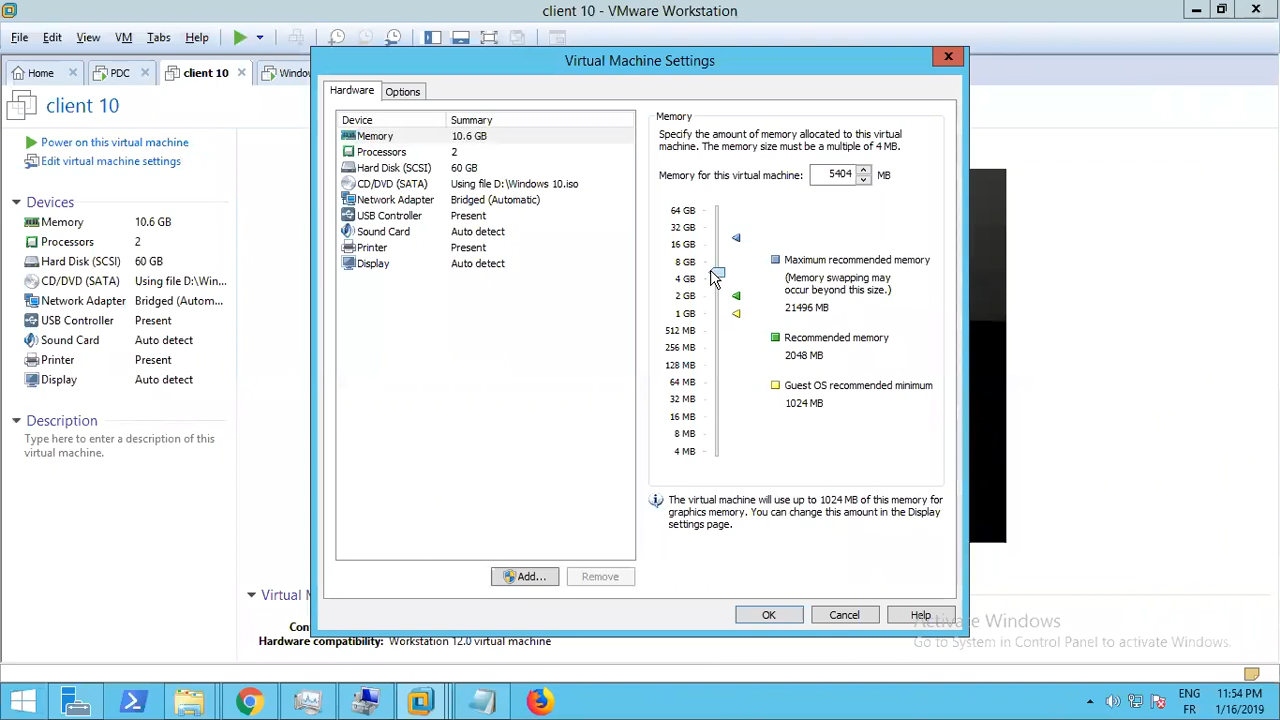 client 10 - VMware Workstation
File Edit View VM Tabs Help
Home PDC client 10 Windo
Virtual Machine Settings
client 10
Power on this virtual machine
Edit virtual machine settings
Devices
Memory 10.6 GB
Processors 2
Hard Disk (SCSI) 60 GB
CD/DVD (SATA) Using file D:\Windows 10.iso
Network Adapter Bridged (Automatic)
USB Controller Present
Sound Card Auto detect
Printer Present
Display Auto detect
Hardware Options
Device Summary
Memory 10.6 GB
Processors 2
Hard Disk (SCSI) 60 GB
CD/DVD (SATA) Using file D:\Win...
Network Adapter Bridged (Autom...
USB Controller Present
Sound Card Auto detect
Printer Present
Display Auto detect
Description
Type here to enter a description of this
virtual machine.
Memory
Specify the amount of memory allocated to this virtual
machine. The memory size must be a multiple of 4 MB.
Memory for this virtual machine: 5404 MB
64 GB
32 GB
16 GB
8 GB
4 GB
2 GB
1 GB
512 MB
256 MB
128 MB
64 MB
32 MB
16 MB
8 MB
4 MB
Maximum recommended memory
(Memory swapping may
occur beyond this size.)
21496 MB
Recommended memory
2048 MB
Guest OS recommended minimum
1024 MB
The virtual machine will use up to 1024 MB of this memory for
graphics memory. You can change this amount in the Display
settings page.
Add... Remove
OK Cancel Help
Virtual M
Con
Hardware compatibility: Workstation 12.0 virtual machine
Activate Windows
Go to System in Control Panel to activate Windows.
ENG 11:54 PM
FR 1/16/2019